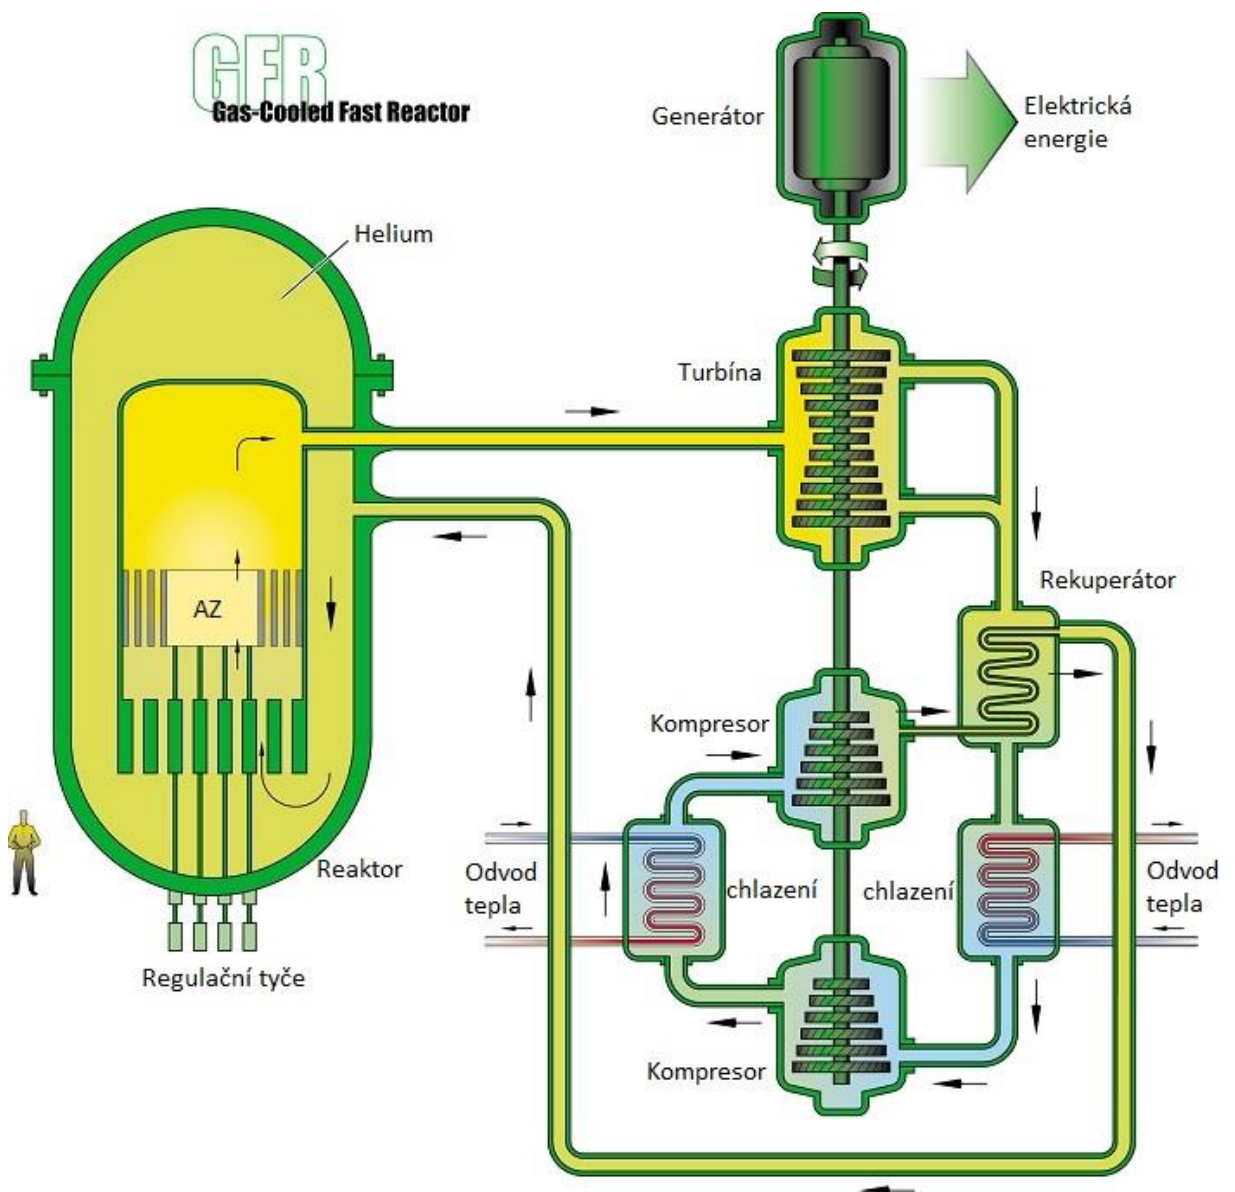 GFR
Gas-Cooled Fast Reactor
Generátor
Elektrická
energie
Helium
Turbína
Rekuperátor
AZ
Kompresor
Reaktor
Odvod
tepla
chlazení
chlazení
Odvod
tepla
Regulační tyče
Kompresor